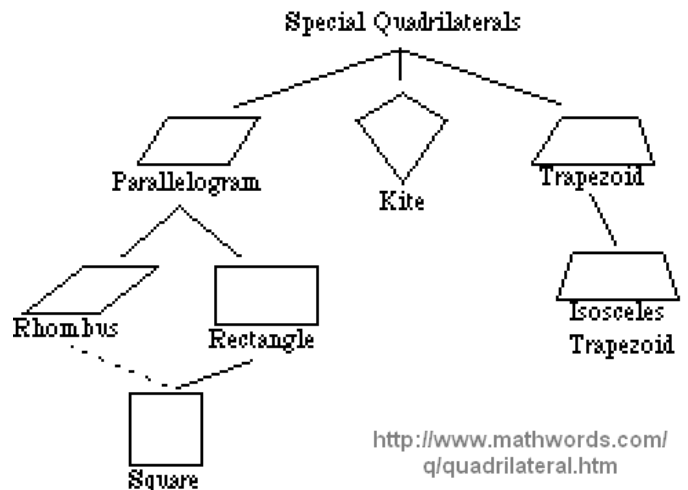 Special Quadrilaterals
Parallelogram
Kite
Trapezoid
Rhombus
Rectangle
Isosceles
Trapezoid
Square
http://www.mathwords.com/
q/quadrilateral.htm